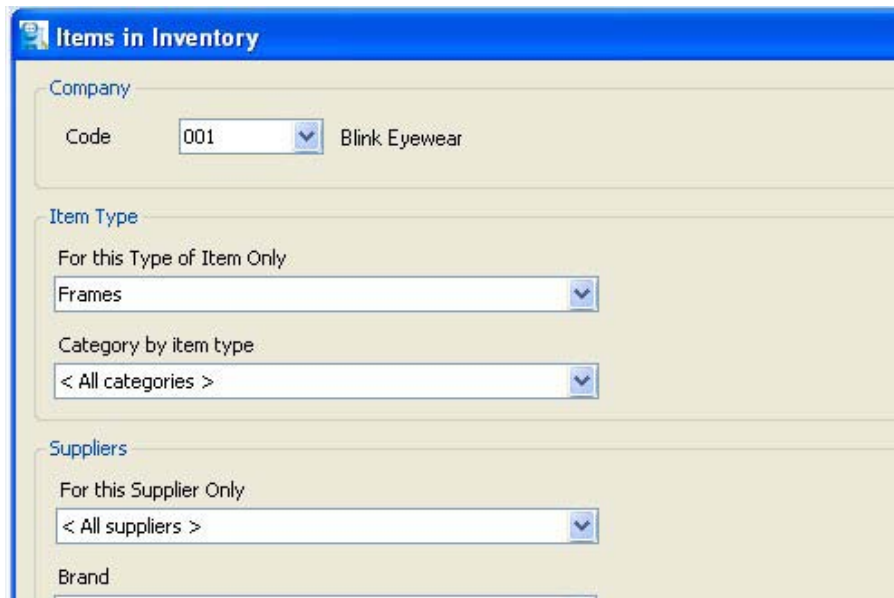 Items in Inventory
Company
Code 001 Blink Eyewear
Item Type
For this Type of Item Only
Frames
Category by item type
< All categories >
Suppliers
For this Supplier Only
< All suppliers >
Brand